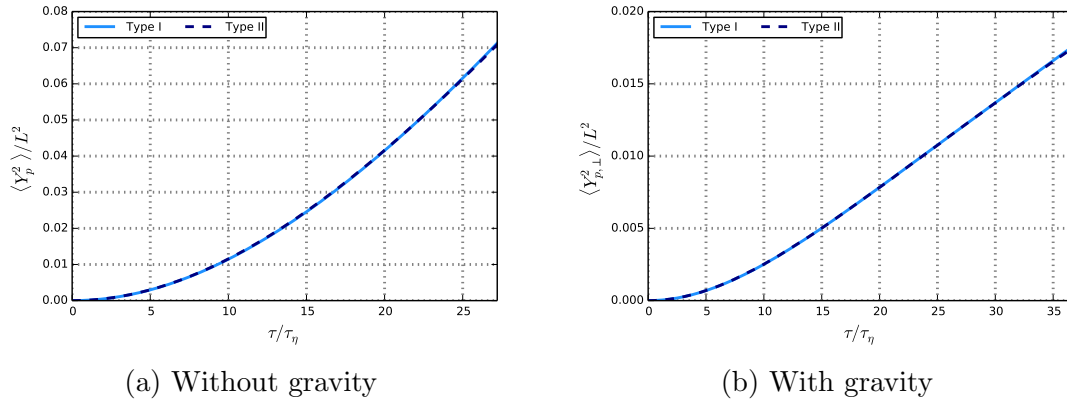 Type I Type II
0.08
0.07
0.06
0.05
0.04
0.03
0.02
0.01
0.00
⟨Y_p^2⟩/L^2
0 5 10 15 20 25
τ/τ_η
(a) Without gravity
Type I Type II
0.020
0.015
0.010
0.005
0.000
⟨Y_{p,⊥}^2⟩/L^2
0 5 10 15 20 25 30 35
τ/τ_η
(b) With gravity